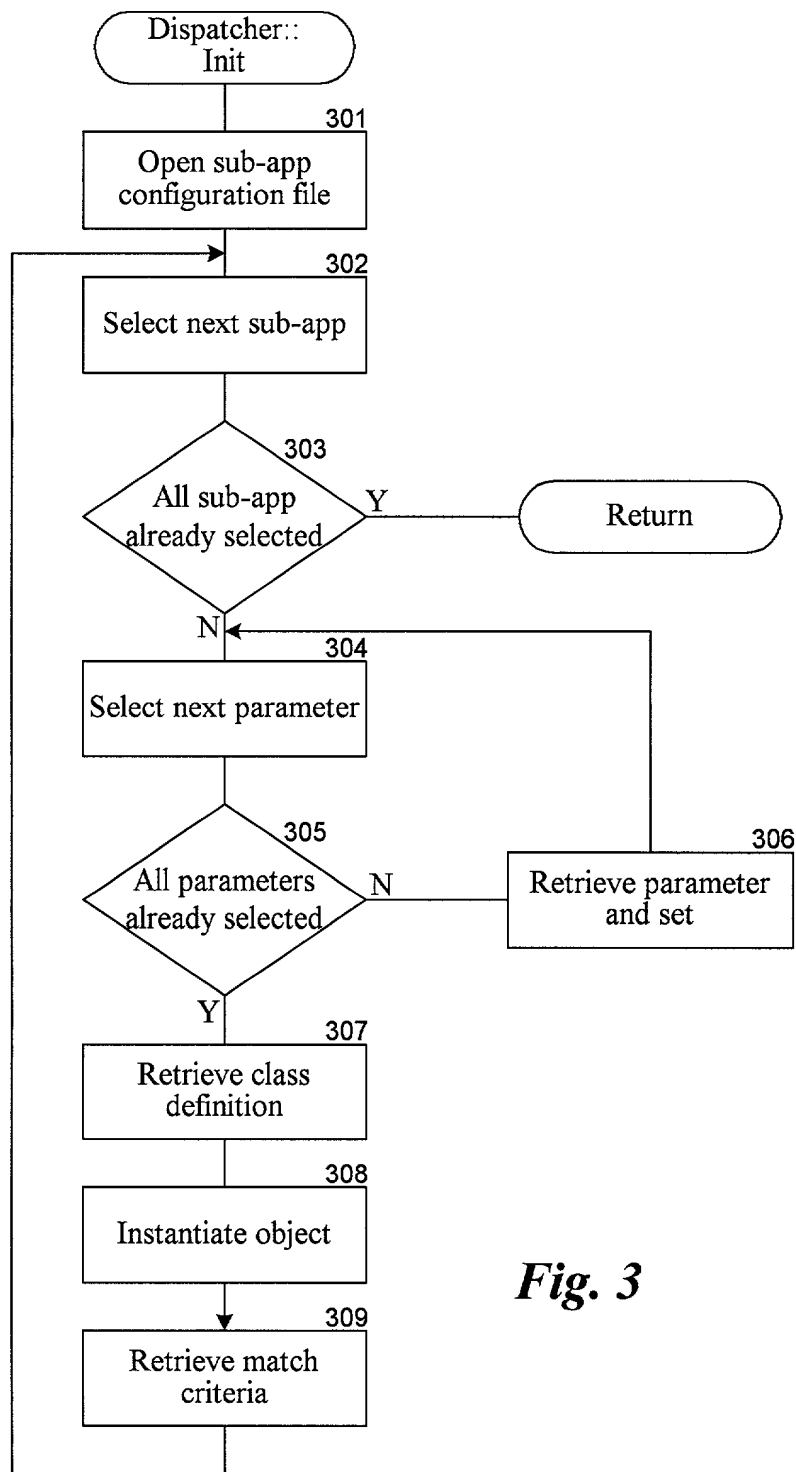 Dispatcher::
Init
301
Open sub-app
configuration file
302
Select next sub-app
303
All sub-app
already selected
Y
Return
N
304
Select next parameter
305
All parameters
already selected
N
306
Retrieve parameter
and set
Y
307
Retrieve class
definition
308
Instantiate object
309
Retrieve match
criteria
Fig. 3